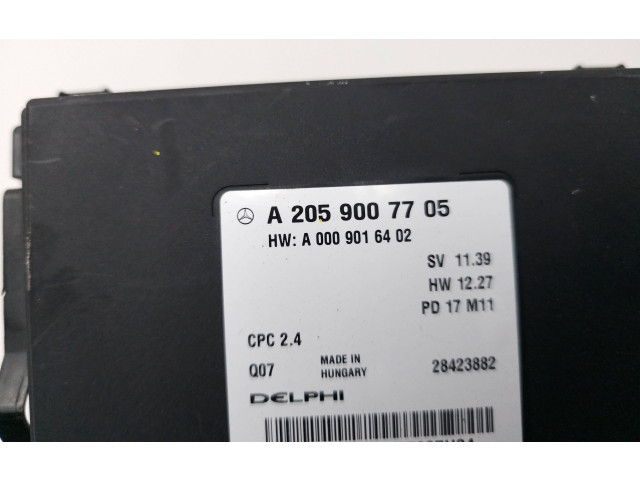 A 205 900 77 05
HW: A 000 901 64 02
SV 11.39
HW 12.27
PD 17 M11
CPC 2.4
Q07 MADE IN HUNGARY 28423882
DELPHI